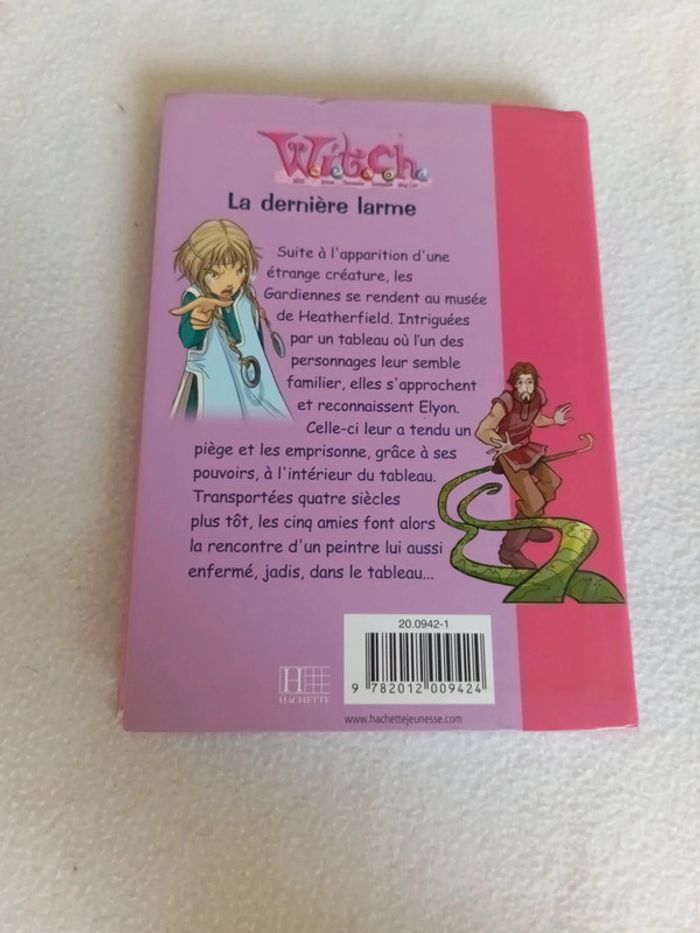 W.i.t.c.h.
La dernière larme
Suite à l'apparition d'une
étrange créature, les
Gardiennes se rendent au musée
de Heatherfield. Intriguées
par un tableau où l'un des
personnages leur semble
familier, elles s'approchent
et reconnaissent Elyon.
Celle-ci leur a tendu un
piège et les emprisonne, grâce à ses
pouvoirs, à l'intérieur du tableau.
Transportées quatre siècles
plus tôt, les cinq amies font alors
la rencontre d'un peintre lui aussi
enfermé, jadis, dans le tableau...
20.0942-1
9 782012 009424
HACHETTE
www.hachettejeunesse.com